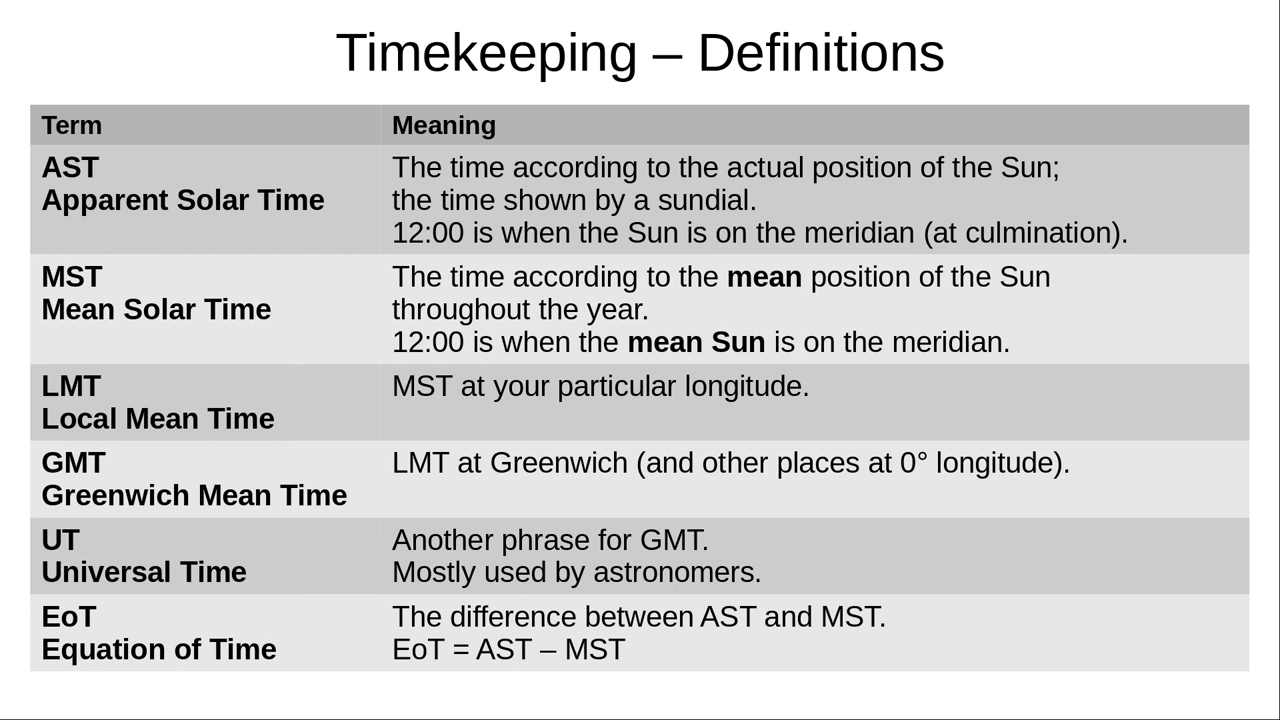 Timekeeping – Definitions
Term
Meaning
AST
Apparent Solar Time
The time according to the actual position of the Sun;
the time shown by a sundial.
12:00 is when the Sun is on the meridian (at culmination).
MST
Mean Solar Time
The time according to the mean position of the Sun
throughout the year.
12:00 is when the mean Sun is on the meridian.
LMT
Local Mean Time
MST at your particular longitude.
GMT
Greenwich Mean Time
LMT at Greenwich (and other places at 0° longitude).
UT
Universal Time
Another phrase for GMT.
Mostly used by astronomers.
EoT
Equation of Time
The difference between AST and MST.
EoT = AST – MST